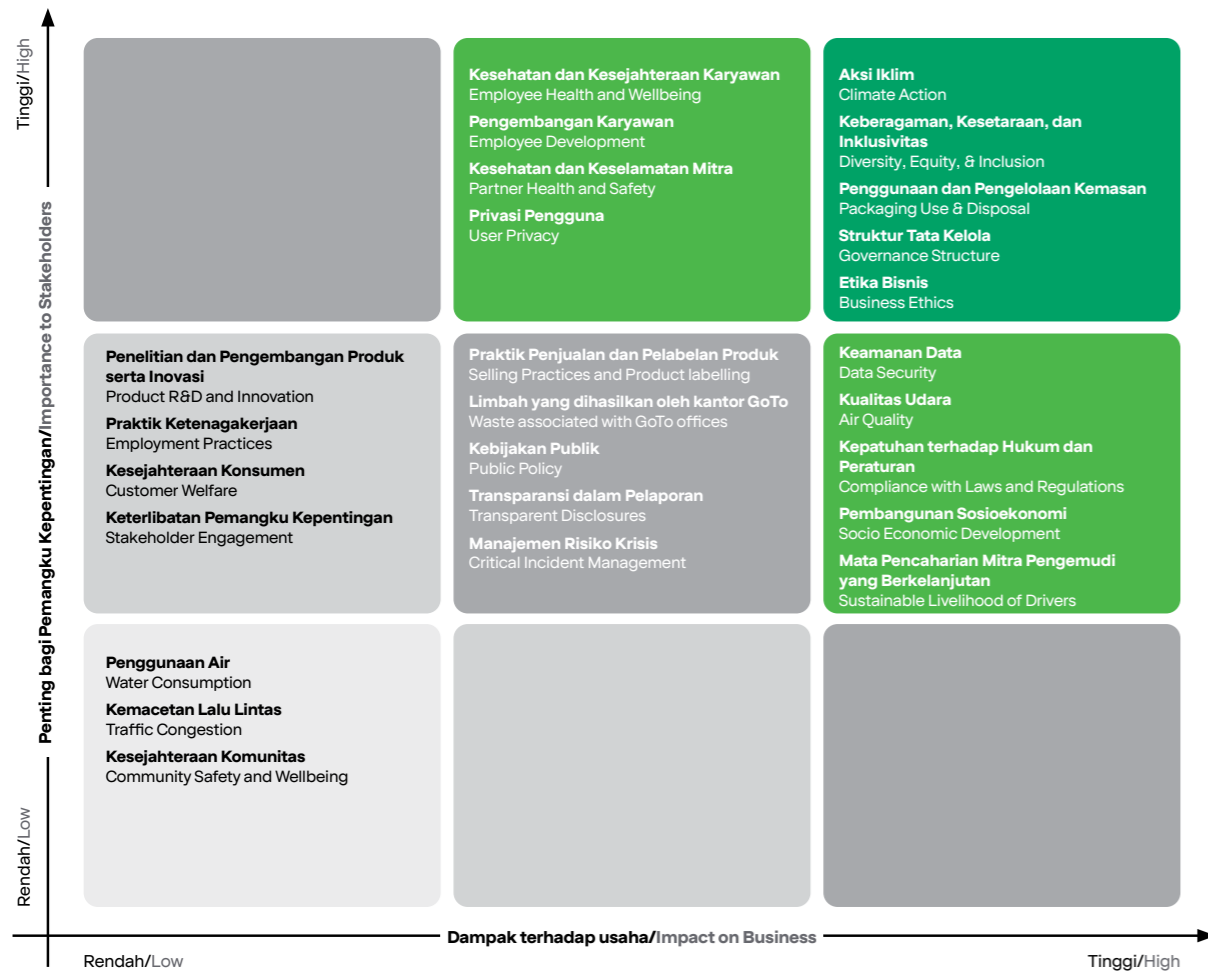 Tinggi/High
Penting bagi Pemangku Kepentingan/Importance to Stakeholders
Rendah/Low
Kesehatan dan Kesejahteraan Karyawan
Employee Health and Wellbeing
Pengembangan Karyawan
Employee Development
Kesehatan dan Keselamatan Mitra
Partner Health and Safety
Privasi Pengguna
User Privacy
Aksi Iklim
Climate Action
Keberagaman, Kesetaraan, dan
Inklusivitas
Diversity, Equity, & Inclusion
Penggunaan dan Pengelolaan Kemasan
Packaging Use & Disposal
Struktur Tata Kelola
Governance Structure
Etika Bisnis
Business Ethics
Penelitian dan Pengembangan Produk
serta Inovasi
Product R&D and Innovation
Praktik Ketenagakerjaan
Employment Practices
Kesejahteraan Konsumen
Customer Welfare
Keterlibatan Pemangku Kepentingan
Stakeholder Engagement
Praktik Penjualan dan Pelabelan Produk
Selling Practices and Product labelling
Limbah yang dihasilkan oleh kantor GoTo
Waste associated with GoTo offices
Kebijakan Publik
Public Policy
Transparansi dalam Pelaporan
Transparent Disclosures
Manajemen Risiko Krisis
Critical Incident Management
Keamanan Data
Data Security
Kualitas Udara
Air Quality
Kepatuhan terhadap Hukum dan
Peraturan
Compliance with Laws and Regulations
Pembangunan Sosioekonomi
Socio Economic Development
Mata Pencaharian Mitra Pengemudi
yang Berkelanjutan
Sustainable Livelihood of Drivers
Penggunaan Air
Water Consumption
Kemacetan Lalu Lintas
Traffic Congestion
Kesejahteraan Komunitas
Community Safety and Wellbeing
Dampak terhadap usaha/Impact on Business
Rendah/Low
Tinggi/High